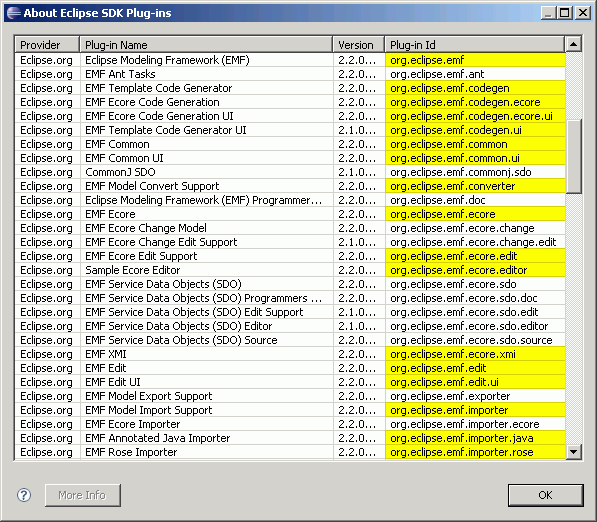 About Eclipse SDK Plug-ins
Provider Plug-in Name Version Plug-in Id
Eclipse.org Eclipse Modeling Framework (EMF) 2.2.0... org.eclipse.emf
Eclipse.org EMF Ant Tasks 2.2.0... org.eclipse.emf.ant
Eclipse.org EMF Template Code Generator 2.2.0... org.eclipse.emf.codegen
Eclipse.org EMF Ecore Code Generation 2.2.0... org.eclipse.emf.codegen.ecore
Eclipse.org EMF Ecore Code Generation UI 2.2.0... org.eclipse.emf.codegen.ecore.ui
Eclipse.org EMF Template Code Generator UI 2.1.0... org.eclipse.emf.codegen.ui
Eclipse.org EMF Common 2.2.0... org.eclipse.emf.common
Eclipse.org EMF Common UI 2.2.0... org.eclipse.emf.common.ui
Eclipse.org CommonJ SDO 2.1.0... org.eclipse.emf.commonj.sdo
Eclipse.org EMF Model Convert Support 2.2.0... org.eclipse.emf.converter
Eclipse.org Eclipse Modeling Framework (EMF) Programmer... 2.2.0... org.eclipse.emf.doc
Eclipse.org EMF Ecore 2.2.0... org.eclipse.emf.ecore
Eclipse.org EMF Ecore Change Model 2.2.0... org.eclipse.emf.ecore.change
Eclipse.org EMF Ecore Change Edit Support 2.1.0... org.eclipse.emf.ecore.change.edit
Eclipse.org EMF Ecore Edit Support 2.2.0... org.eclipse.emf.ecore.edit
Eclipse.org Sample Ecore Editor 2.2.0... org.eclipse.emf.ecore.editor
Eclipse.org EMF Service Data Objects (SDO) 2.2.0... org.eclipse.emf.ecore.sdo
Eclipse.org EMF Service Data Objects (SDO) Programmers ... 2.2.0... org.eclipse.emf.ecore.sdo.doc
Eclipse.org EMF Service Data Objects (SDO) Edit Support 2.1.0... org.eclipse.emf.ecore.sdo.edit
Eclipse.org EMF Service Data Objects (SDO) Editor 2.1.0... org.eclipse.emf.ecore.sdo.editor
Eclipse.org EMF Service Data Objects (SDO) Source 2.2.0... org.eclipse.emf.ecore.sdo.source
Eclipse.org EMF XMI 2.2.0... org.eclipse.emf.ecore.xmi
Eclipse.org EMF Edit 2.2.0... org.eclipse.emf.edit
Eclipse.org EMF Edit UI 2.2.0... org.eclipse.emf.edit.ui
Eclipse.org EMF Model Export Support 2.2.0... org.eclipse.emf.exporter
Eclipse.org EMF Model Import Support 2.2.0... org.eclipse.emf.importer
Eclipse.org EMF Ecore Importer 2.2.0... org.eclipse.emf.importer.ecore
Eclipse.org EMF Annotated Java Importer 2.2.0... org.eclipse.emf.importer.java
Eclipse.org EMF Rose Importer 2.2.0... org.eclipse.emf.importer.rose
? More Info OK